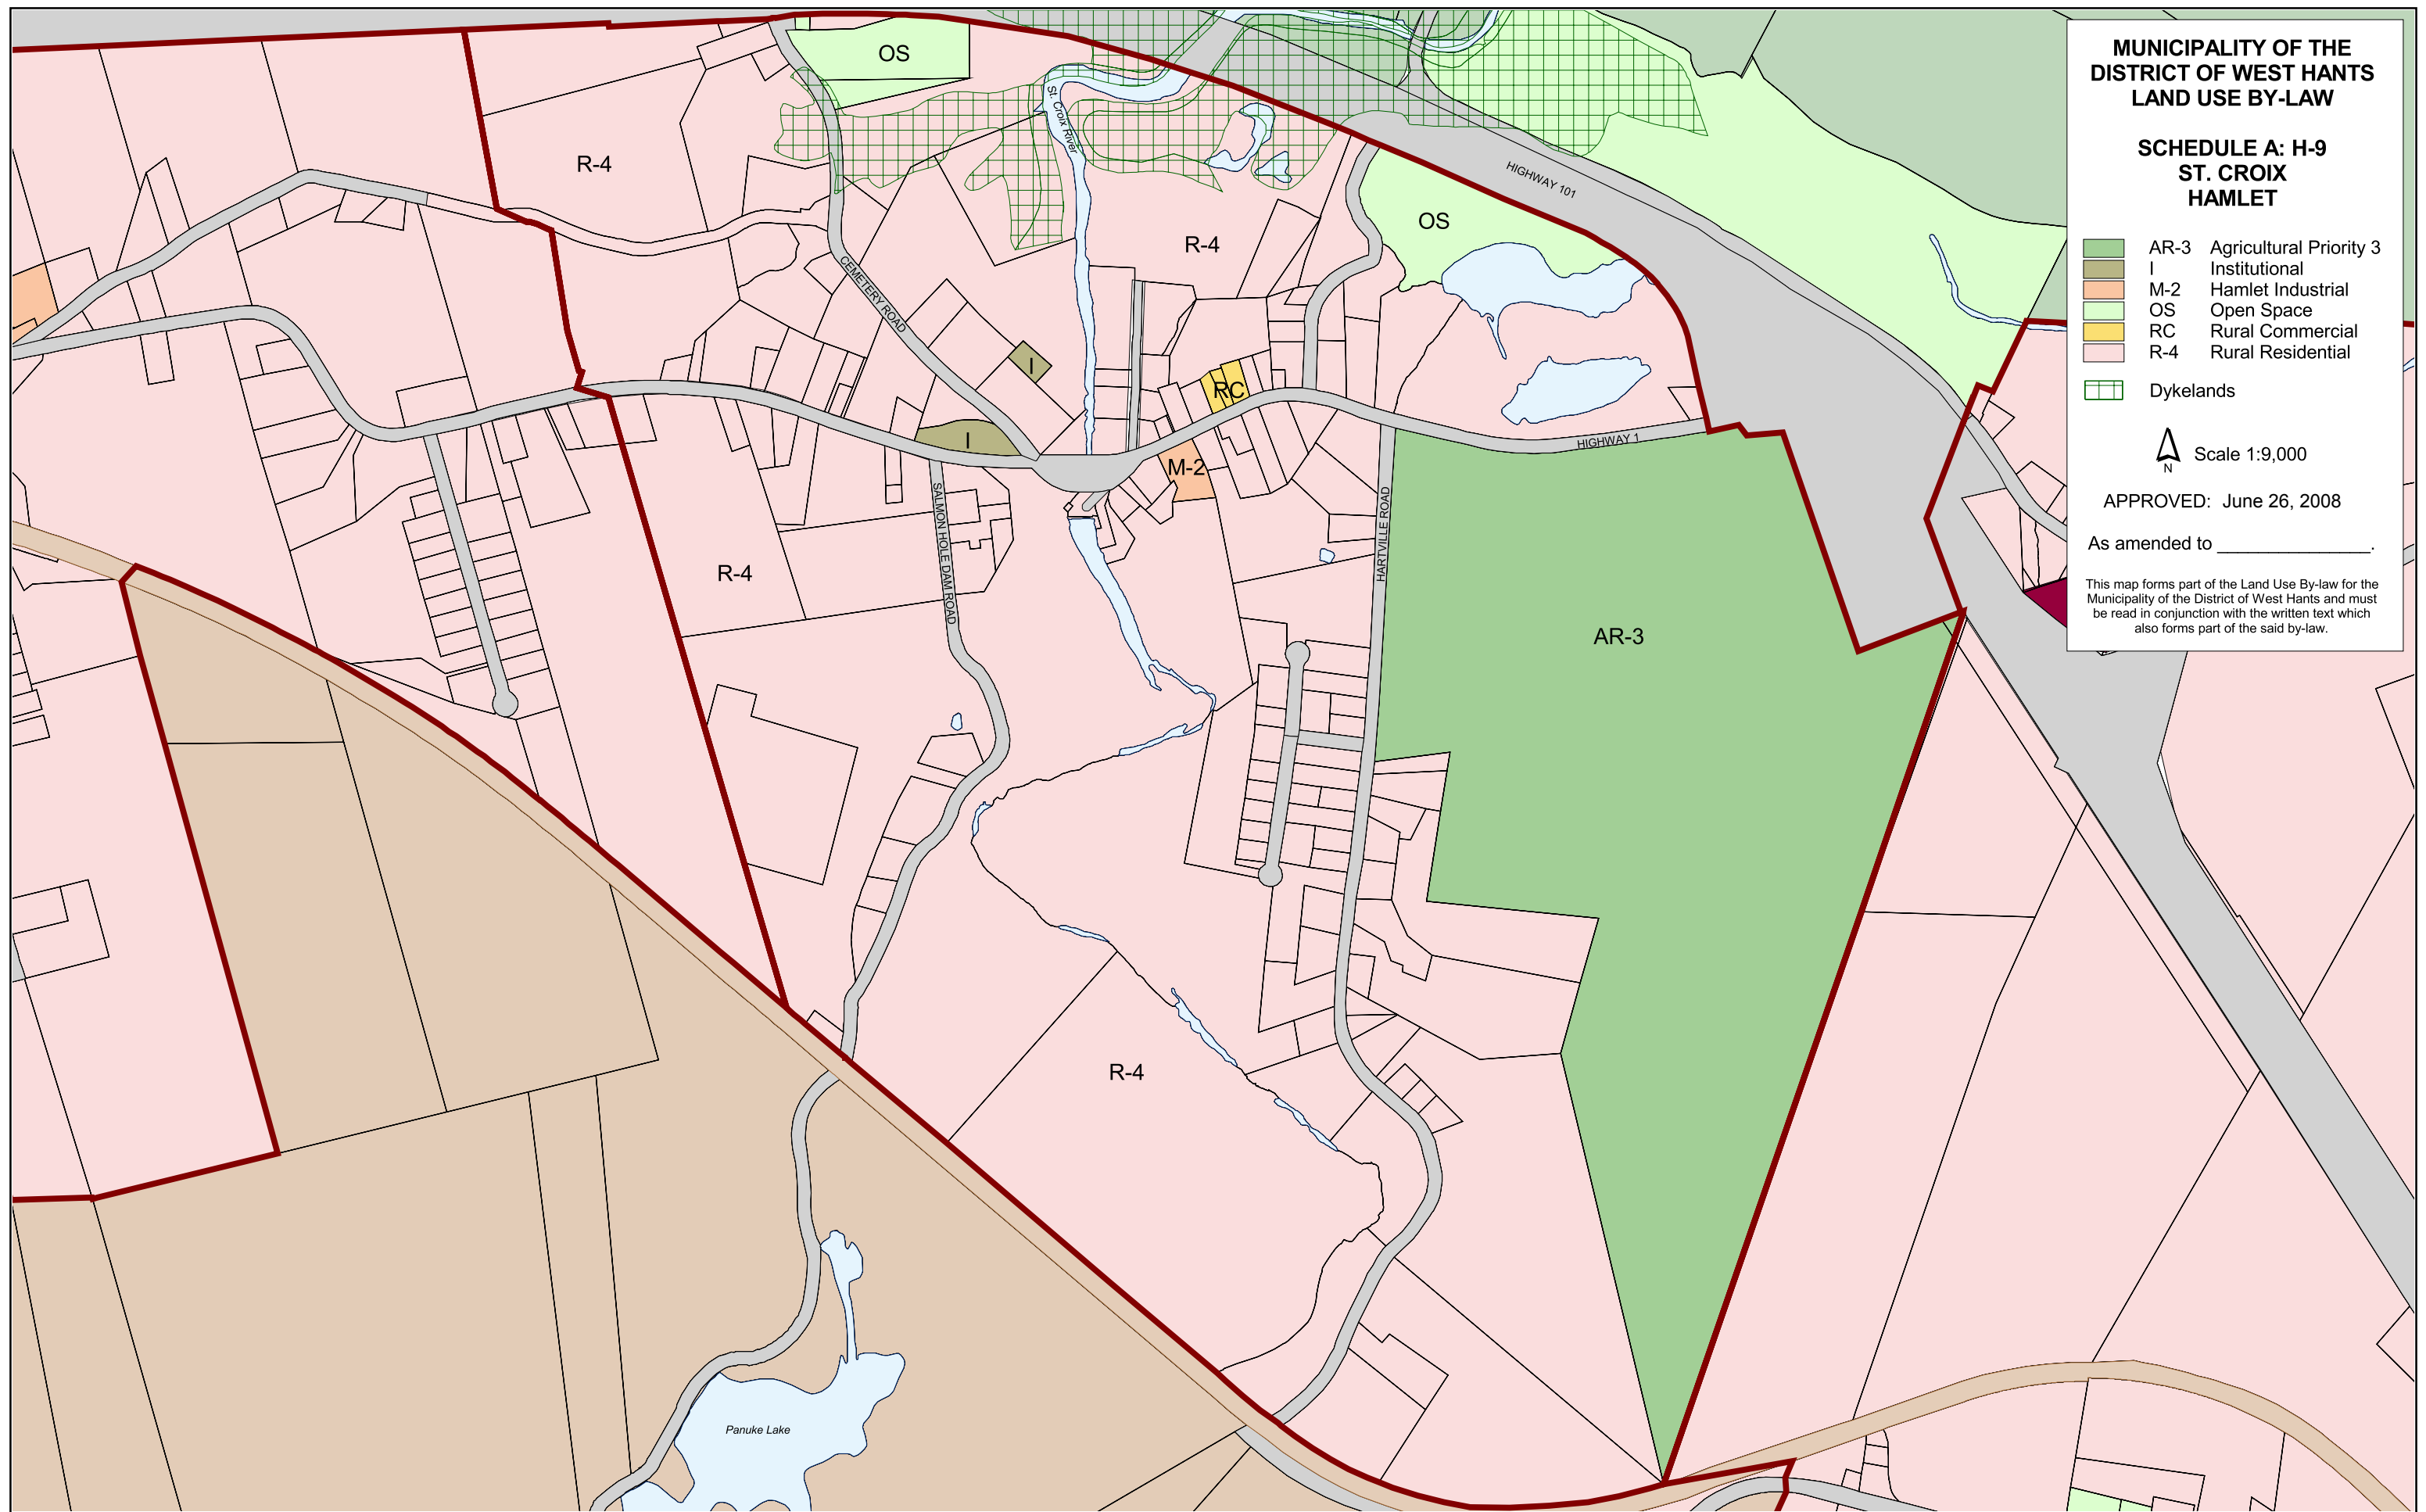 MUNICIPALITY OF THE
DISTRICT OF WEST HANTS
LAND USE BY-LAW
SCHEDULE A: H-9
ST. CROIX
HAMLET
AR-3 Agricultural Priority 3
I Institutional
M-2 Hamlet Industrial
OS Open Space
RC Rural Commercial
R-4 Rural Residential
Dykelands
N
Scale 1:9,000
APPROVED: June 26, 2008
As amended to _______________.
This map forms part of the Land Use By-law for the
Municipality of the District of West Hants and must
be read in conjunction with the written text which
also forms part of the said by-law.
OS
St. Croix River
R-4
HIGHWAY 101
OS
R-4
CEMETERY ROAD
I
RC
I
HIGHWAY 1
M-2
SALMON HOLE DAM ROAD
HARTVILLE ROAD
R-4
AR-3
R-4
Panuke Lake